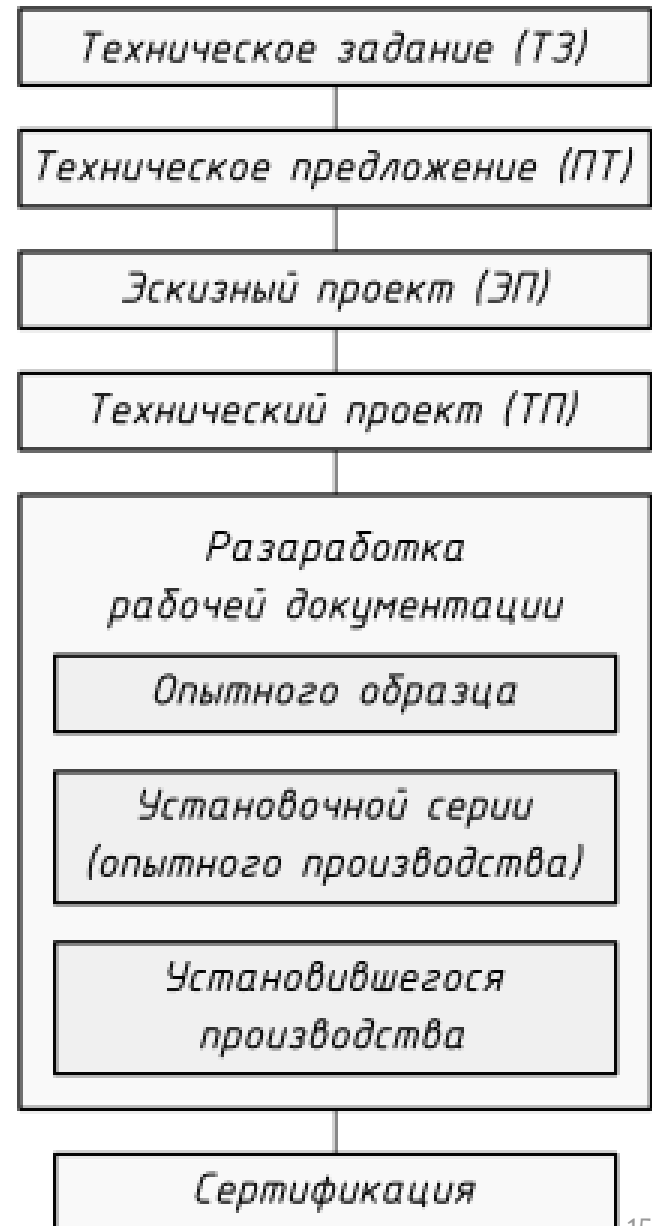 Техническое задание (ТЗ)
Техническое предложение (ПТ)
Эскизный проект (ЭП)
Технический проект (ТП)
Разаработка
рабочей документации
Опытного образца
Установочной серии
(опытного производства)
Установившегося
производства
Сертификация
15